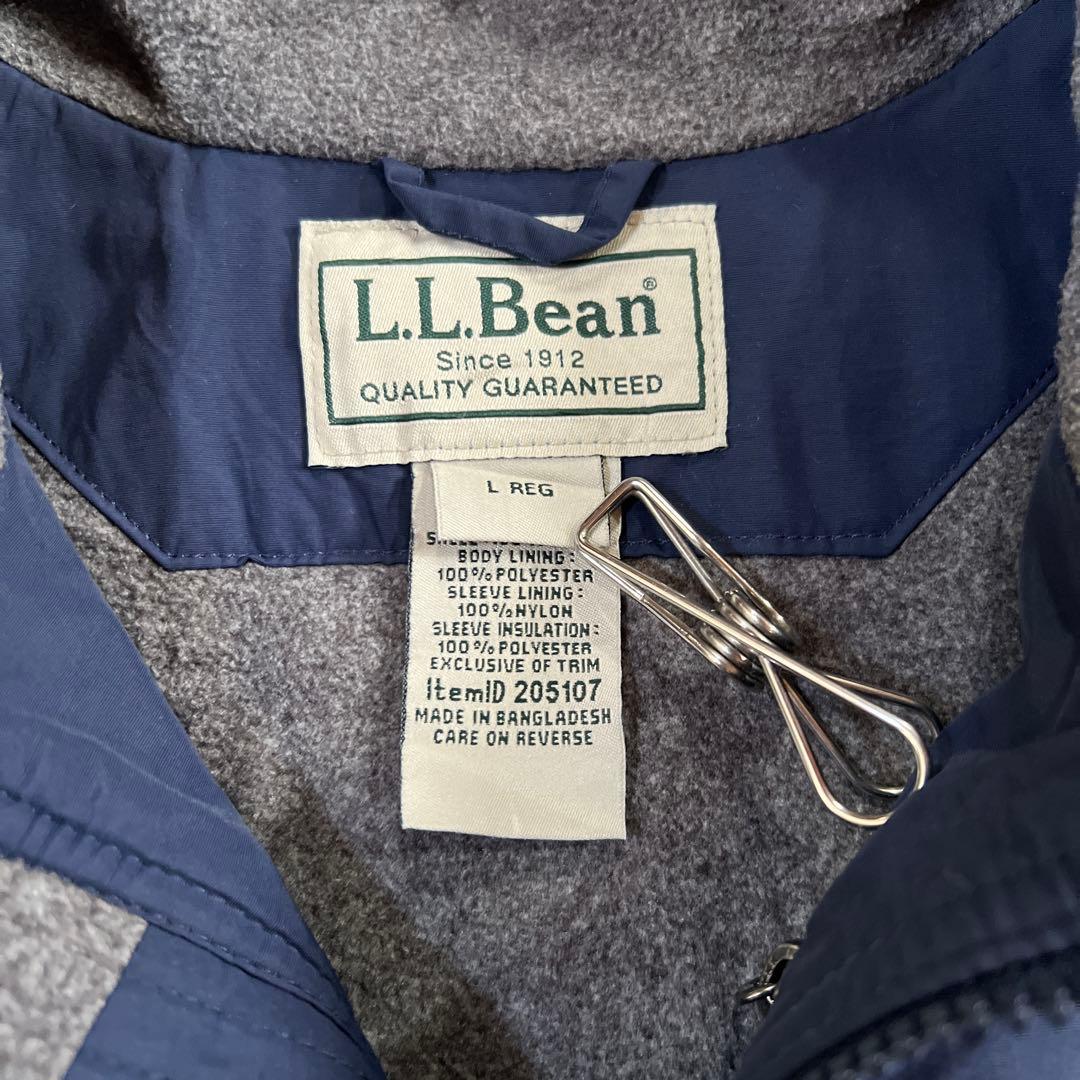 L.L.Bean®
Since 1912
QUALITY GUARANTEED
L REG
BODY LINING:
100% POLYESTER
SLEEVE LINING:
100% NYLON
SLEEVE INSULATION:
100% POLYESTER
EXCLUSIVE OF TRIM
ItemID 205107
MADE IN BANGLADESH
CARE ON REVERSE